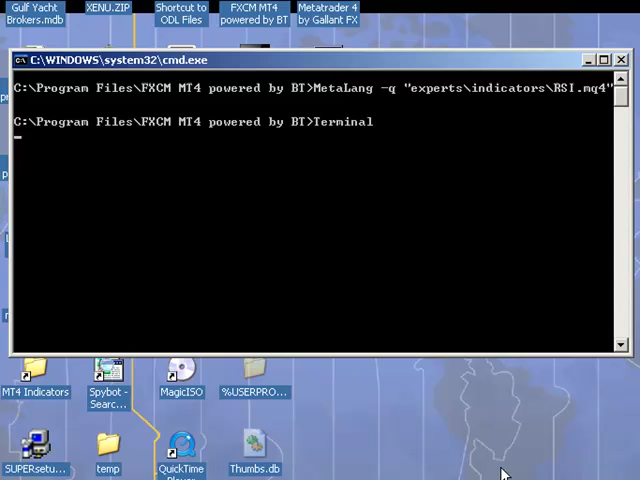 Gulf Yacht Brokers.mdb
XENU.ZIP
Shortcut to ODL Files
FXCM MT4 powered by BT
Metatrader 4 by Gallant FX
C:\WINDOWS\system32\cmd.exe
C:\Program Files\FXCM MT4 powered by BT>MetaLang -q "experts\indicators\RSI.mq4"
C:\Program Files\FXCM MT4 powered by BT>Terminal
MT4 Indicators
Spybot - Searc...
MagicISO
%USERPRO...
SUPERsetu...
temp
QuickTime Player
Thumbs.db